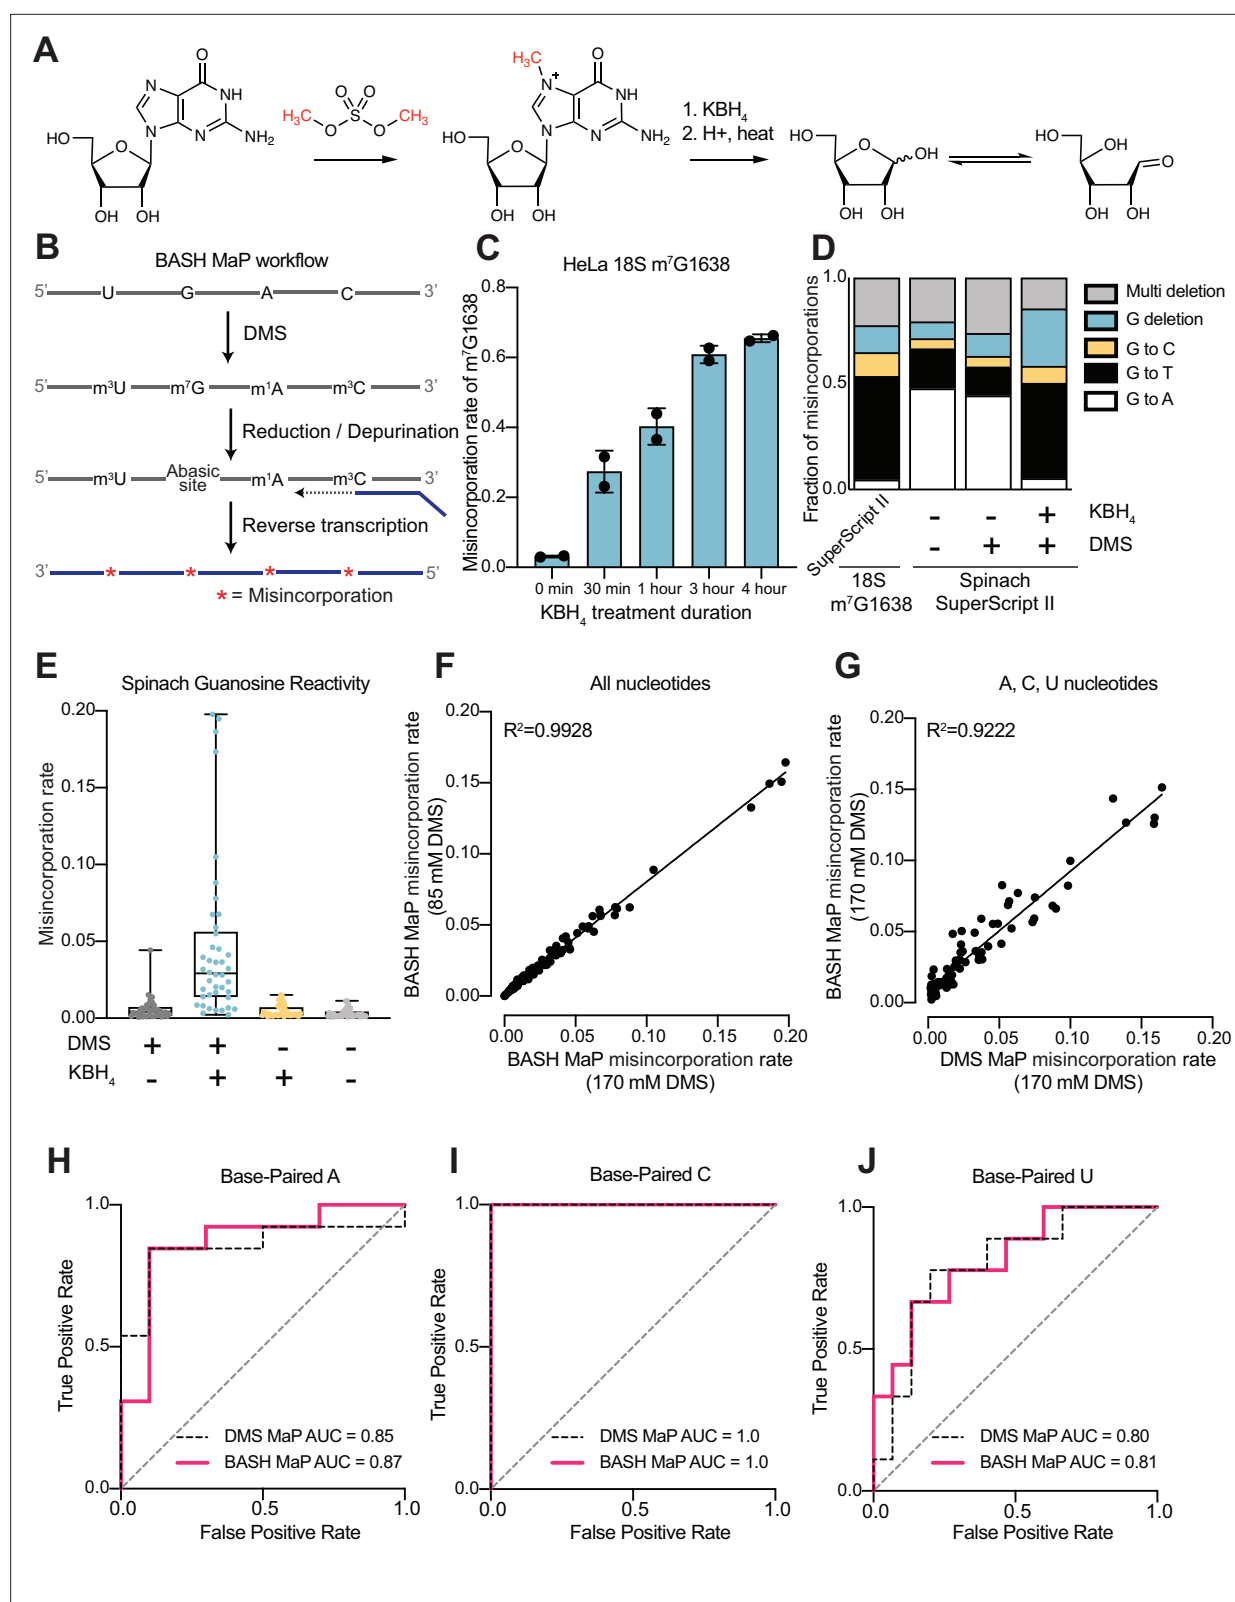 A
O
N
NH
N
N
NH2
HO
O
OH OH
O O
S
H3C
O
O
CH3
H3C
N+
O
NH
N
N
NH2
HO
O
OH OH
1. KBH4
2. H+, heat
HO
O
OH
OH OH
HO
OH
O
OH OH
B
BASH MaP workflow
5’ U G A C 3’
DMS
5’ m3U m7G m1A m3C 3’
Reduction / Depurination
5’ m3U Abasic site m1A m3C 3’
Reverse transcription
3’ * * * * 5’
* = Misincorporation
C
HeLa 18S m7G1638
Misincorporation rate of m7G1638
0.8
0.6
0.4
0.2
0.0
0 min 30 min 1 hour 3 hour 4 hour
KBH4 treatment duration
D
Fraction of misincorporations
1.0
0.5
0.0
Multi deletion
G deletion
G to C
G to T
G to A
SuperScript II
- - + KBH4
- + + DMS
18S
m7G1638
Spinach
SuperScript II
E
Spinach Guanosine Reactivity
Misincorporation rate
0.20
0.15
0.10
0.05
0.00
DMS + + - -
KBH4 - + + -
F
All nucleotides
R2=0.9928
BASH MaP misincorporation rate
(85 mM DMS)
0.20
0.15
0.10
0.05
0.00
0.00 0.05 0.10 0.15 0.20
BASH MaP misincorporation rate
(170 mM DMS)
G
A, C, U nucleotides
R2=0.9222
BASH MaP misincorporation rate
(170 mM DMS)
0.20
0.15
0.10
0.05
0.00
0.00 0.05 0.10 0.15 0.20
DMS MaP misincorporation rate
(170 mM DMS)
H
Base-Paired A
True Positive Rate
1.0
0.5
0.0
DMS MaP AUC = 0.85
BASH MaP AUC = 0.87
0.0 0.5 1.0
False Positive Rate
I
Base-Paired C
True Positive Rate
1.0
0.5
0.0
DMS MaP AUC = 1.0
BASH MaP AUC = 1.0
0.0 0.5 1.0
False Positive Rate
J
Base-Paired U
True Positive Rate
1.0
0.5
0.0
DMS MaP AUC = 0.80
BASH MaP AUC = 0.81
0.0 0.5 1.0
False Positive Rate